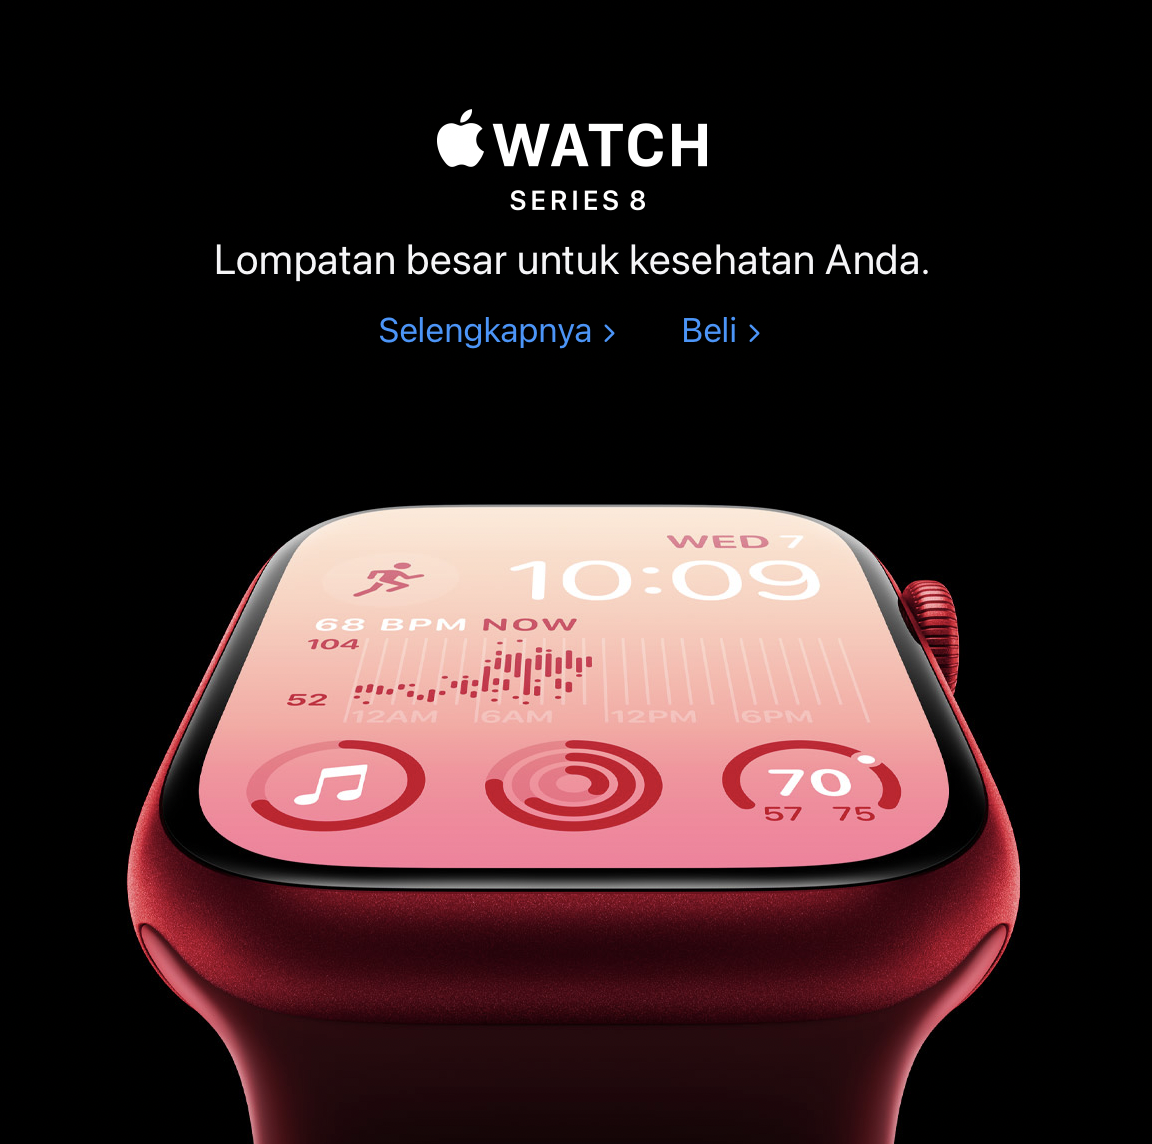 WATCH
SERIES 8
Lompatan besar untuk kesehatan Anda.
Selengkapnya > Beli >
WED 7
10:09
68 BPM NOW
104
52
12AM 6AM 12PM 6PM
70
57 75